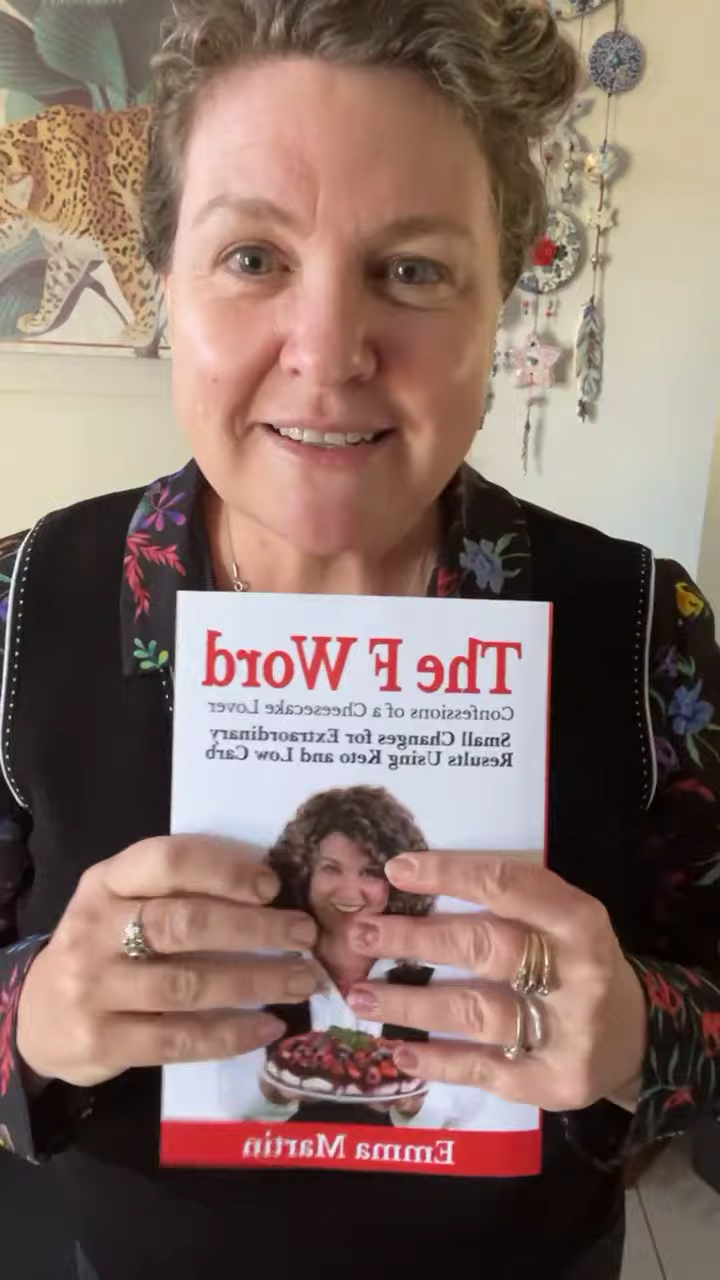 The F Word
Confessions of a Cheesecake Lover
Small Changes for Extraordinary
Results Using Keto and Low Carb
Emma Martin